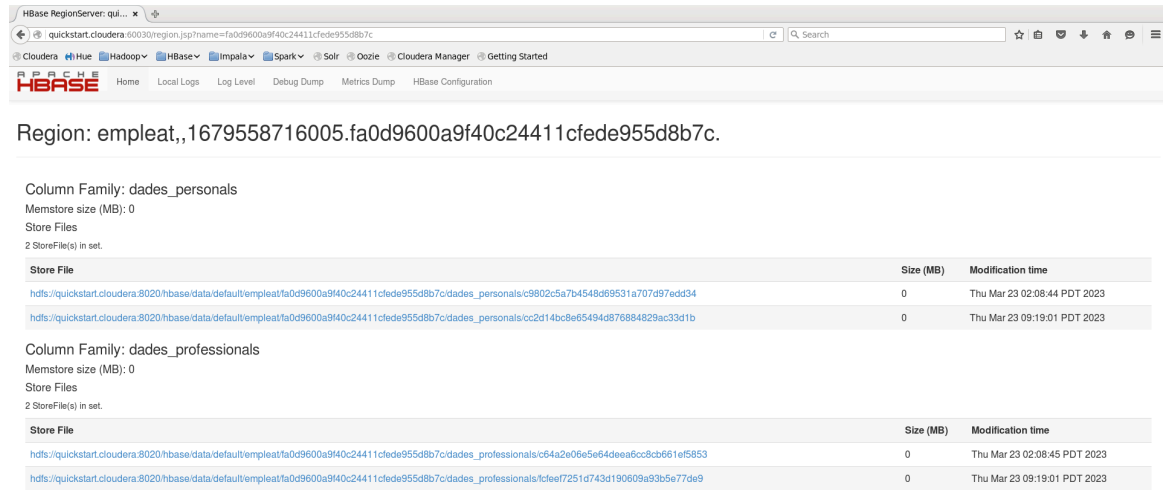 HBase RegionServer: qui...
quickstart.cloudera:60030/region.jsp?name=fa0d9600a9f40c24411cfede955d8b7c
Search
Cloudera Hue Hadoop HBase Impala Spark Solr Oozie Cloudera Manager Getting Started
APACHE
HBASE
Home Local Logs Log Level Debug Dump Metrics Dump HBase Configuration
Region: empleat,,1679558716005.fa0d9600a9f40c24411cfede955d8b7c.
Column Family: dades_personals
Memstore size (MB): 0
Store Files
2 StoreFile(s) in set.
Store File Size (MB) Modification time
hdfs://quickstart.cloudera:8020/hbase/data/default/empleat/fa0d9600a9f40c24411cfede955d8b7c/dades_personals/c9802c5a7b4548d69531a707d97edd34 0 Thu Mar 23 02:08:44 PDT 2023
hdfs://quickstart.cloudera:8020/hbase/data/default/empleat/fa0d9600a9f40c24411cfede955d8b7c/dades_personals/cc2d14bc8e65494d876884829ac33d1b 0 Thu Mar 23 09:19:01 PDT 2023
Column Family: dades_professionals
Memstore size (MB): 0
Store Files
2 StoreFile(s) in set.
Store File Size (MB) Modification time
hdfs://quickstart.cloudera:8020/hbase/data/default/empleat/fa0d9600a9f40c24411cfede955d8b7c/dades_professionals/c64a2e06e5e64deea6cc8cb661ef5853 0 Thu Mar 23 02:08:45 PDT 2023
hdfs://quickstart.cloudera:8020/hbase/data/default/empleat/fa0d9600a9f40c24411cfede955d8b7c/dades_professionals/fcfeef7251d743d190609a93b5e77de9 0 Thu Mar 23 09:19:01 PDT 2023